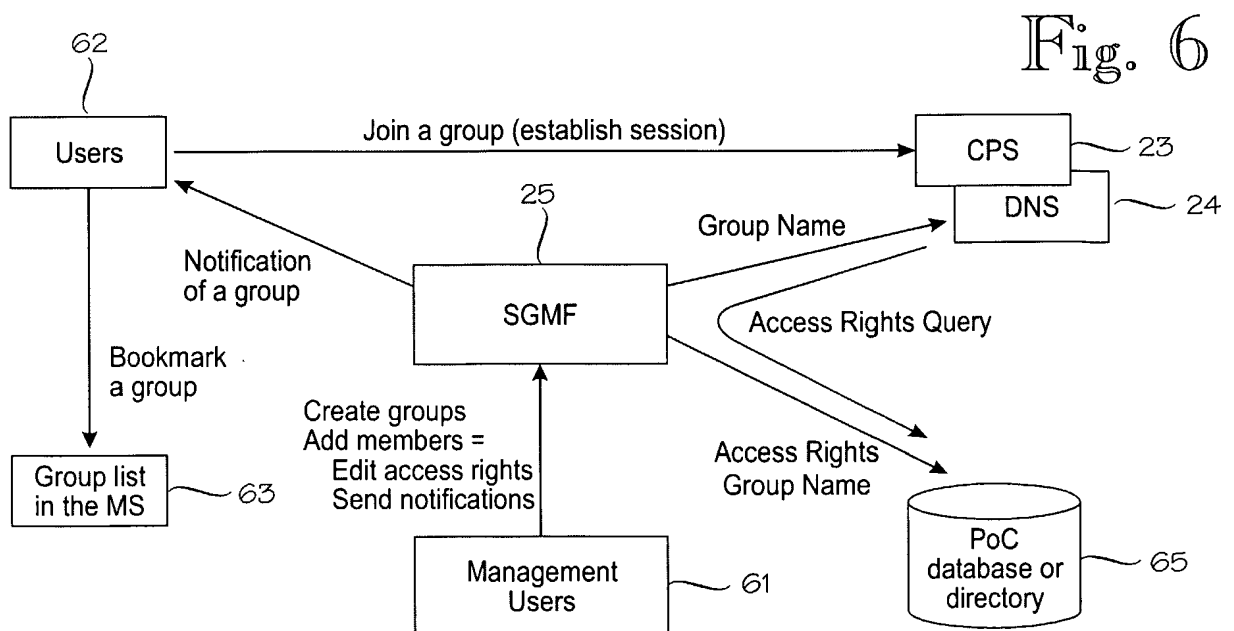 Fig. 6
62
Users
Join a group (establish session)
CPS
23
DNS
24
25
Group Name
Notification
of a group
SGMF
Access Rights Query
Bookmark
a group
Create groups
Add members =
Edit access rights
Send notifications
Access Rights
Group Name
Group list
in the MS
63
PoC
database or
directory
65
Management
Users
61